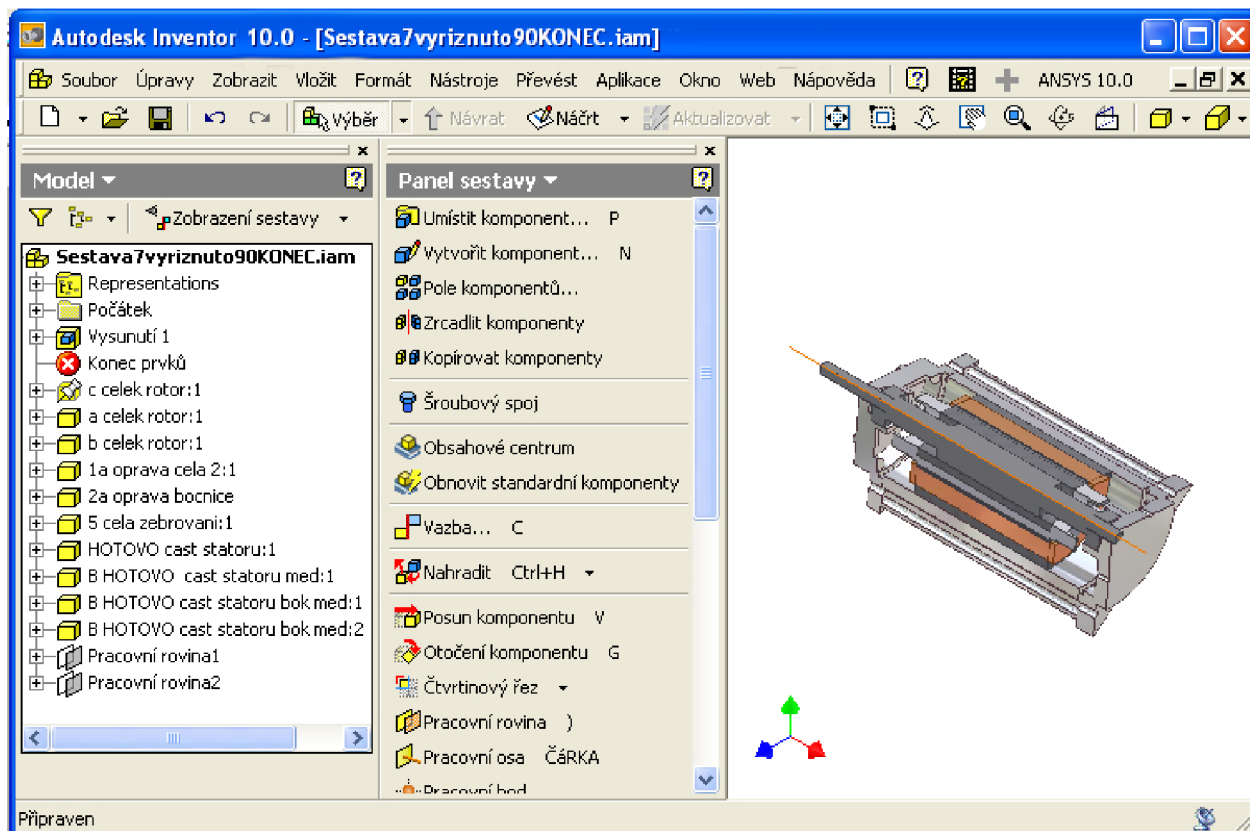 Autodesk Inventor 10.0 - [Sestava7vyriznuto90KONEC.iam]
Soubor Úpravy Zobrazit Vložit Formát Nástroje Převést Aplikace Okno Web Nápověda ANSYS 10.0
Výběr Návrat Náčrt Aktualizovat
Model
Zobrazení sestavy
Sestava7vyriznuto90KONEC.iam
Representations
Počátek
Vysunutí 1
Konec prvků
c celek rotor:1
a celek rotor:1
b celek rotor:1
1a oprava cela 2:1
2a oprava bocnice
5 cela zebrovani:1
HOTOVO cast statoru:1
B HOTOVO  cast statoru med:1
B HOTOVO cast statoru bok med:1
B HOTOVO cast statoru bok med:2
Pracovní rovina1
Pracovní rovina2
Panel sestavy
Umístit komponent... P
Vytvořit komponent... N
Pole komponentů...
Zrcadlit komponenty
Kopírovat komponenty
Šroubový spoj
Obsahové centrum
Obnovit standardní komponenty
Vazba... C
Nahradit Ctrl+H
Posun komponentu V
Otočení komponentu G
Čtvrtinový řez
Pracovní rovina )
Pracovní osa ČáRKA
Pracovní bod
Připraven